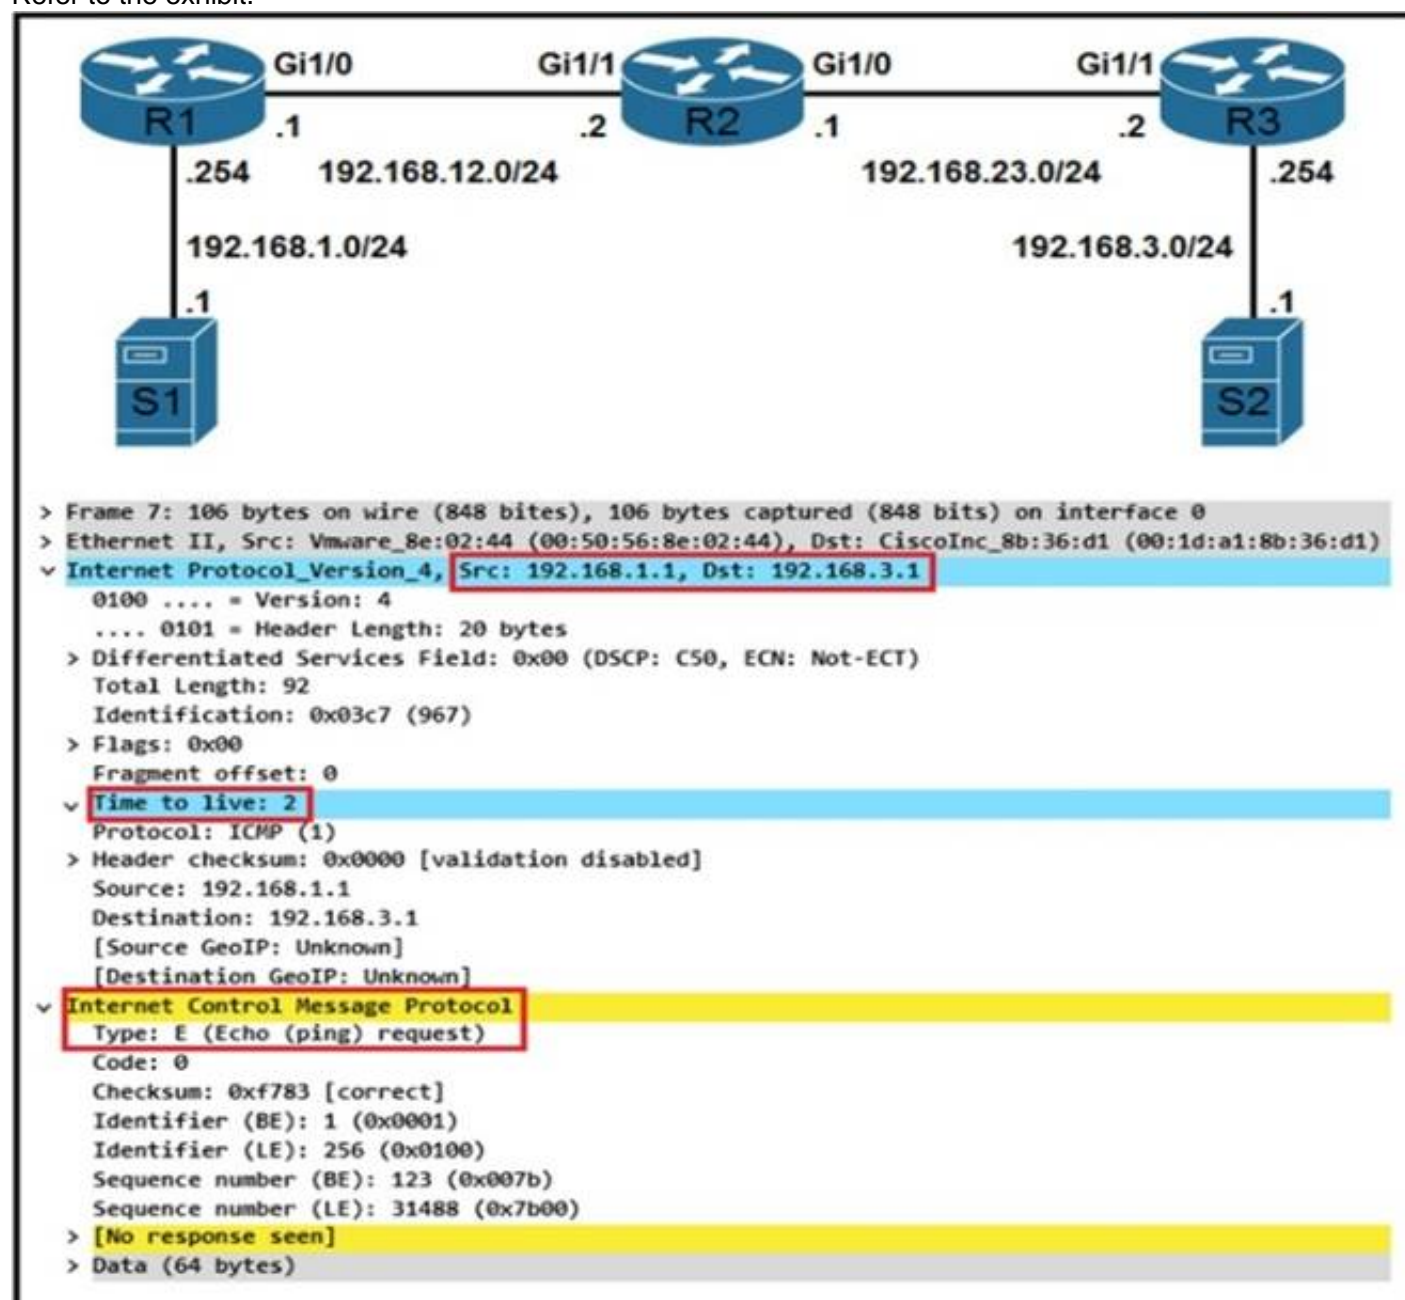 Refer to the exhibit.
Gi1/0 Gi1/1 Gi1/0 Gi1/1
R1 R2 R3
.1 .2 .1 .2
.254 192.168.12.0/24 192.168.23.0/24 .254
192.168.1.0/24 192.168.3.0/24
.1 .1
S1 S2
> Frame 7: 106 bytes on wire (848 bites), 106 bytes captured (848 bits) on interface 0
> Ethernet II, Src: Vmware_8e:02:44 (00:50:56:8e:02:44), Dst: CiscoInc_8b:36:d1 (00:1d:a1:8b:36:d1)
Internet Protocol_Version_4, Src: 192.168.1.1, Dst: 192.168.3.1
0100 .... = Version: 4
.... 0101 = Header Length: 20 bytes
> Differentiated Services Field: 0x00 (DSCP: C50, ECN: Not-ECT)
Total Length: 92
Identification: 0x03c7 (967)
> Flags: 0x00
Fragment offset: 0
Time to live: 2
Protocol: ICMP (1)
> Header checksum: 0x0000 [validation disabled]
Source: 192.168.1.1
Destination: 192.168.3.1
[Source GeoIP: Unknown]
[Destination GeoIP: Unknown]
Internet Control Message Protocol
Type: E (Echo (ping) request)
Code: 0
Checksum: 0xf783 [correct]
Identifier (BE): 1 (0x0001)
Identifier (LE): 256 (0x0100)
Sequence number (BE): 123 (0x007b)
Sequence number (LE): 31488 (0x7b00)
> [No response seen]
> Data (64 bytes)